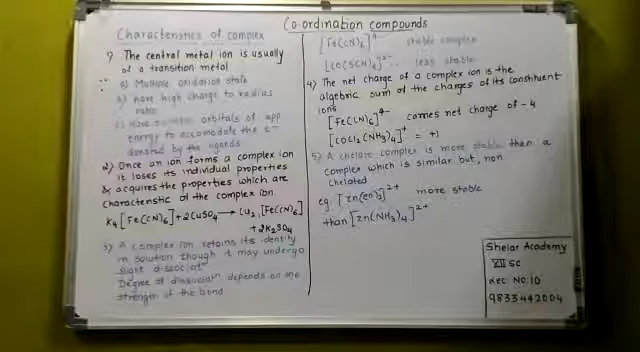 Co-ordination compounds
Characteristics of complex
1) The central metal ion is usually
of a transition metal
∵ a) Multiple oxidation state
b) have high charge to radius
ratio
c) Have orbitals of app
energy to accomodate the e-
donated by the ligands
2) Once an ion forms a complex ion
it loses its individual properties
& acquires the properties which are
characteristic of the complex ion.
K4[Fe(CN)6]+2CuSO4 → Cu2[Fe(CN)6]
+2K2SO4
3) A complex ion retains its identity
in solution though it may undergo
slight dissociatn
Degree of dissociatn depends on the
strength of the bond
[Fe(CN)6]4- stable complex
[CO(SCN)4]2- less stable
4) The net charge of a complex ion is the
algebric sum of the charges of its constituent
ions
[Fe(CN)6]4- carries net charge of -4
[COCl2(NH3)4]+ = +1
5) A chelate complex is more stable than a
complex which is similar but, non
chelated
eg. [Zn(en)2]2+ more stable
than [Zn(NH3)4]2+
Shelar Academy
XII SC
Lec No:10
9833442004